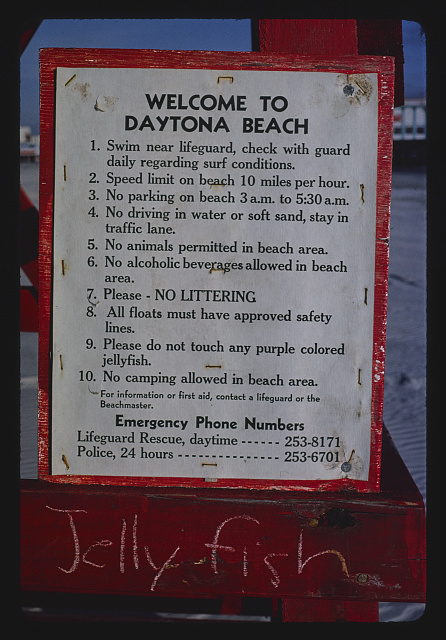 WELCOME TO
DAYTONA BEACH
1. Swim near lifeguard, check with guard
daily regarding surf conditions.
2. Speed limit on beach 10 miles per hour.
3. No parking on beach 3 a.m. to 5:30 a.m.
4. No driving in water or soft sand, stay in
traffic lane.
5. No animals permitted in beach area.
6. No alcoholic beverages allowed in beach
area.
7. Please - NO LITTERING
8. All floats must have approved safety
lines.
9. Please do not touch any purple colored
jellyfish.
10. No camping allowed in beach area.
For information or first aid, contact a lifeguard or the
Beachmaster.
Emergency Phone Numbers
Lifeguard Rescue, daytime ------ 253-8171
Police, 24 hours --------------- 253-6701
Jelly-fish